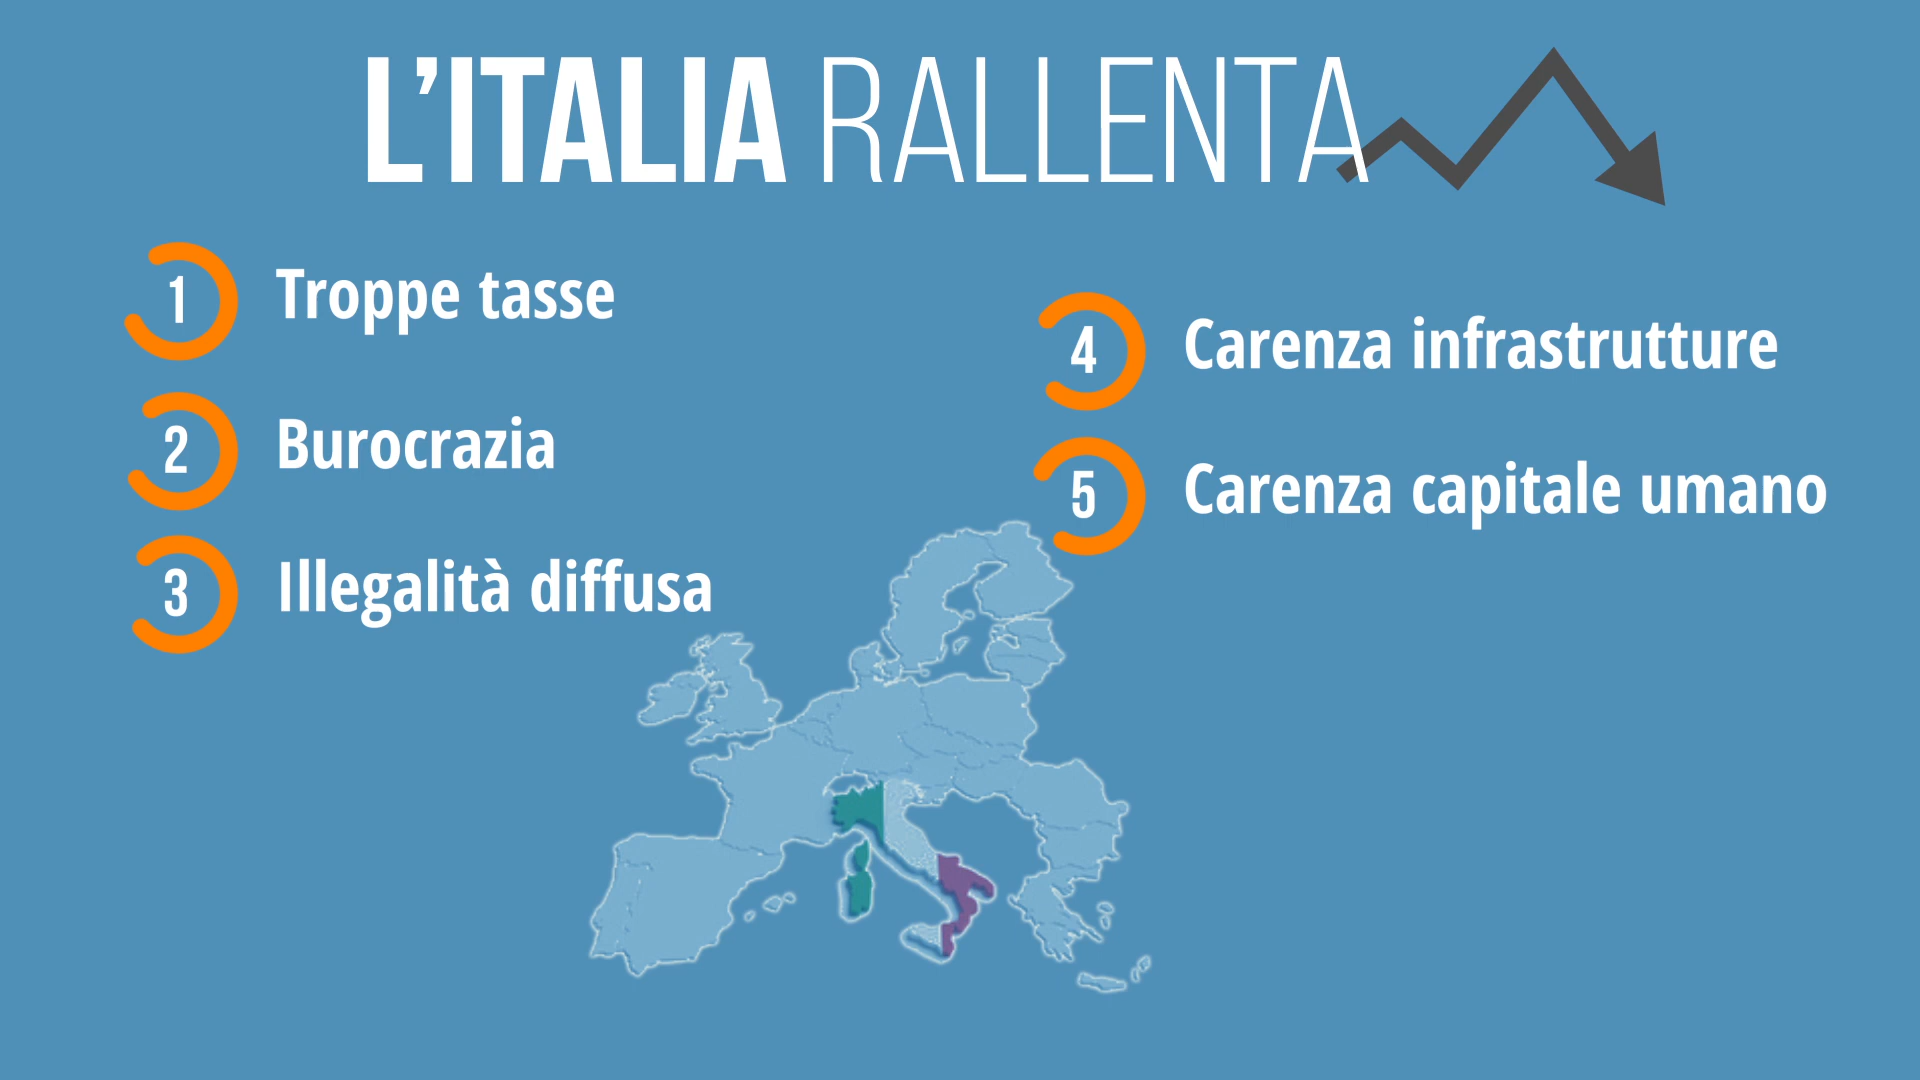 L'ITALIA RALLENTA
1 Troppe tasse
2 Burocrazia
3 Illegalità diffusa
4 Carenza infrastrutture
5 Carenza capitale umano